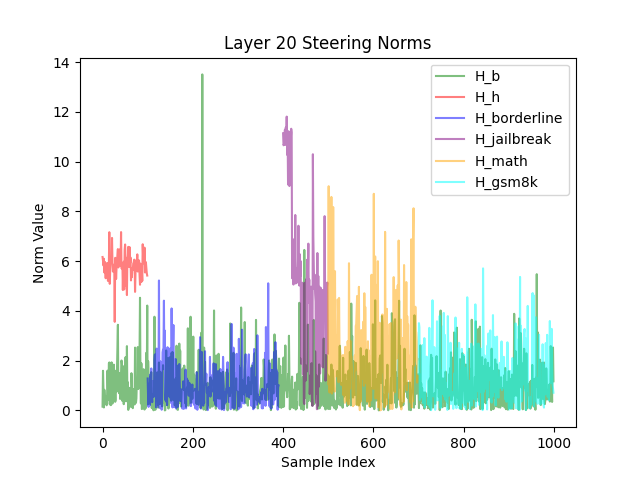 Layer 20 Steering Norms
14
12
10
8
6
4
2
0
Norm Value
H_b
H_h
H_borderline
H_jailbreak
H_math
H_gsm8k
0
200
400
600
800
1000
Sample Index